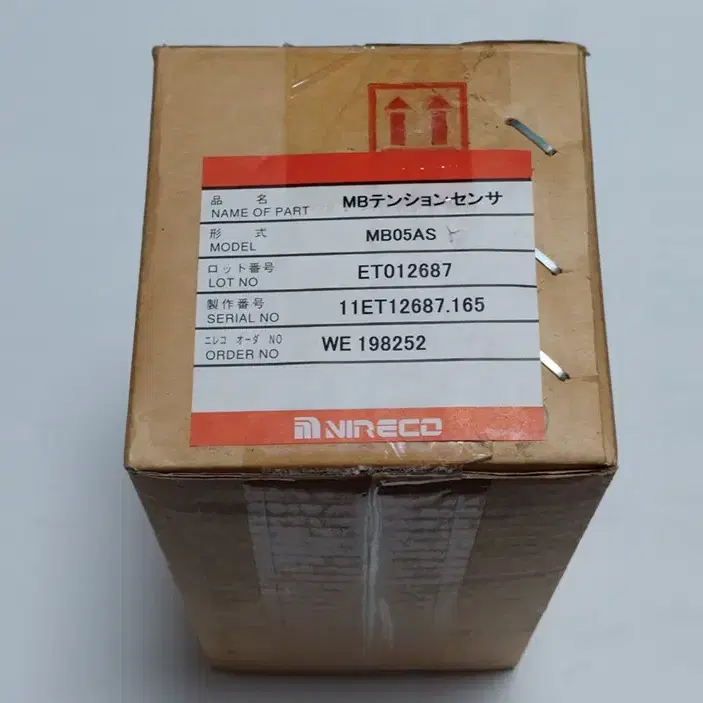 品 名
NAME OF PART
MBテンションセンサ
形 式
MODEL
MB05AS
ロット番号
LOT NO
ET012687
製作番号
SERIAL NO
11ET12687.165
ニレコ オーダ NO
ORDER NO
WE 198252
NIRECO